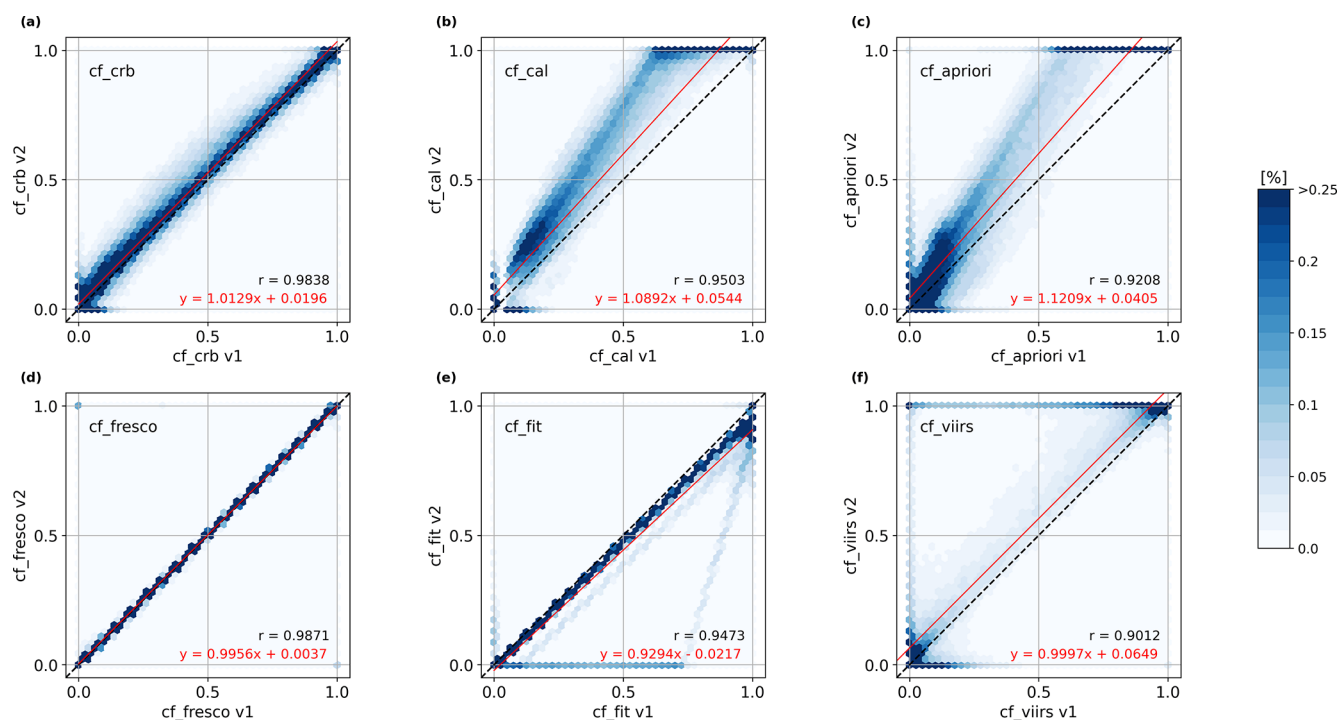 (a)
1.0
cf_crb
cf_crb v2
0.5
r = 0.9838
y = 1.0129x + 0.0196
0.0
0.0 0.5 1.0
cf_crb v1
(b)
1.0
cf_cal
cf_cal v2
0.5
r = 0.9503
y = 1.0892x + 0.0544
0.0
0.0 0.5 1.0
cf_cal v1
(c)
1.0
cf_apriori
cf_apriori v2
0.5
r = 0.9208
y = 1.1209x + 0.0405
0.0
0.0 0.5 1.0
cf_apriori v1
(d)
1.0
cf_fresco
cf_fresco v2
0.5
r = 0.9871
y = 0.9956x + 0.0037
0.0
0.0 0.5 1.0
cf_fresco v1
(e)
1.0
cf_fit
cf_fit v2
0.5
r = 0.9473
y = 0.9294x - 0.0217
0.0
0.0 0.5 1.0
cf_fit v1
(f)
1.0
cf_viirs
cf_viirs v2
0.5
r = 0.9012
y = 0.9997x + 0.0649
0.0
0.0 0.5 1.0
cf_viirs v1
[%]
>0.25
0.2
0.15
0.1
0.05
0.0